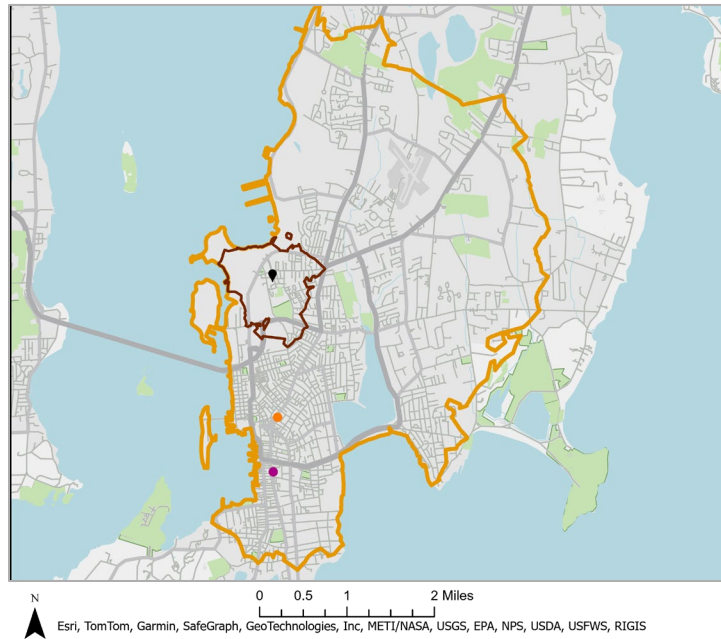 N
0 0.5 1 2 Miles
Esri, TomTom, Garmin, SafeGraph, GeoTechnologies, Inc, METI/NASA, USGS, EPA, NPS, USDA, USFWS, RIGIS